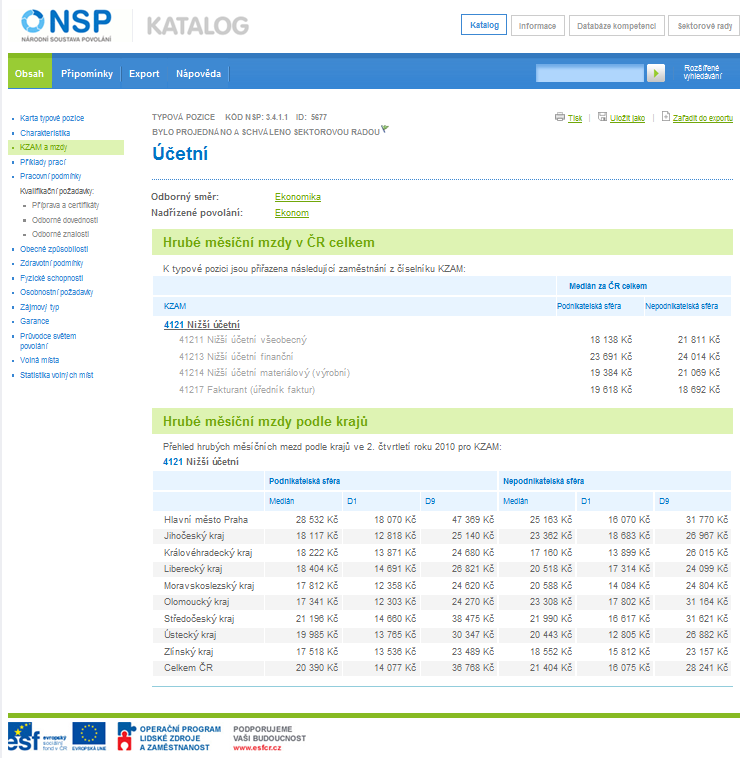 NSP
NÁRODNÍ SOUSTAVA POVOLÁNÍ
KATALOG
Katalog Informace Databáze kompetencí Sektorové rady
Obsah Připomínky Export Nápověda
Rozšířené
vyhledávání
Karta typové pozice
Charakteristika
KZAM a mzdy
Příklady prací
Pracovní podmínky
Kvalifikační požadavky:
Příprava a certifikáty
Odborné dovednosti
Odborné znalosti
Obecné způsobilosti
Zdravotní podmínky
Fyzické schopnosti
Osobnostní požadavky
Zájmový typ
Garance
Průvodce světem
povolání
Volná místa
Statistika volných míst
TYPOVÁ POZICE KÓD NSP: 3.4.1.1 ID: 5677
BYLO PROJEDNÁNO A SCHVÁLENO SEKTOROVOU RADOU
Tisk | Uložit jako | Zařadit do exportu
Účetní
Odborný směr: Ekonomika
Nadřízené povolání: Ekonom
Hrubé měsíční mzdy v ČR celkem
K typové pozici jsou přiřazena následující zaměstnání z číselníku KZAM:
Medián za ČR celkem
KZAM Podnikatelská sféra Nepodnikatelská sféra
4121 Nižší účetní
41211 Nižší účetní všeobecný 18 138 Kč 21 811 Kč
41213 Nižší účetní finanční 23 691 Kč 24 014 Kč
41214 Nižší účetní materiálový (výrobní) 19 384 Kč 21 069 Kč
41217 Fakturant (úředník faktur) 19 618 Kč 18 692 Kč
Hrubé měsíční mzdy podle krajů
Přehled hrubých měsíčních mezd podle krajů ve 2. čtvrtletí roku 2010 pro KZAM:
4121 Nižší účetní
Podnikatelská sféra Nepodnikatelská sféra
Medián D1 D9 Medián D1 D9
Hlavní město Praha 28 532 Kč 18 070 Kč 47 369 Kč 25 163 Kč 16 070 Kč 31 770 Kč
Jihočeský kraj 18 117 Kč 12 818 Kč 25 140 Kč 23 362 Kč 18 683 Kč 26 967 Kč
Královéhradecký kraj 18 222 Kč 13 871 Kč 24 680 Kč 17 160 Kč 13 899 Kč 26 015 Kč
Liberecký kraj 18 404 Kč 14 691 Kč 26 821 Kč 20 518 Kč 17 314 Kč 24 099 Kč
Moravskoslezský kraj 17 812 Kč 12 358 Kč 24 620 Kč 20 588 Kč 14 084 Kč 24 804 Kč
Olomoucký kraj 17 341 Kč 12 303 Kč 24 270 Kč 23 308 Kč 17 802 Kč 31 164 Kč
Středočeský kraj 21 196 Kč 14 660 Kč 38 475 Kč 21 990 Kč 16 617 Kč 31 621 Kč
Ústecký kraj 19 985 Kč 13 765 Kč 30 347 Kč 20 443 Kč 12 805 Kč 26 882 Kč
Zlínský kraj 17 518 Kč 13 536 Kč 23 489 Kč 18 552 Kč 15 812 Kč 23 157 Kč
Celkem ČR 20 390 Kč 14 077 Kč 36 768 Kč 21 404 Kč 16 075 Kč 28 241 Kč
esf evropský
sociální
fond v ČR
EVROPSKÁ UNIE
OPERAČNÍ PROGRAM
LIDSKÉ ZDROJE
A ZAMĚSTNANOST
PODPORUJEME
VAŠI BUDOUCNOST
www.esfcr.cz